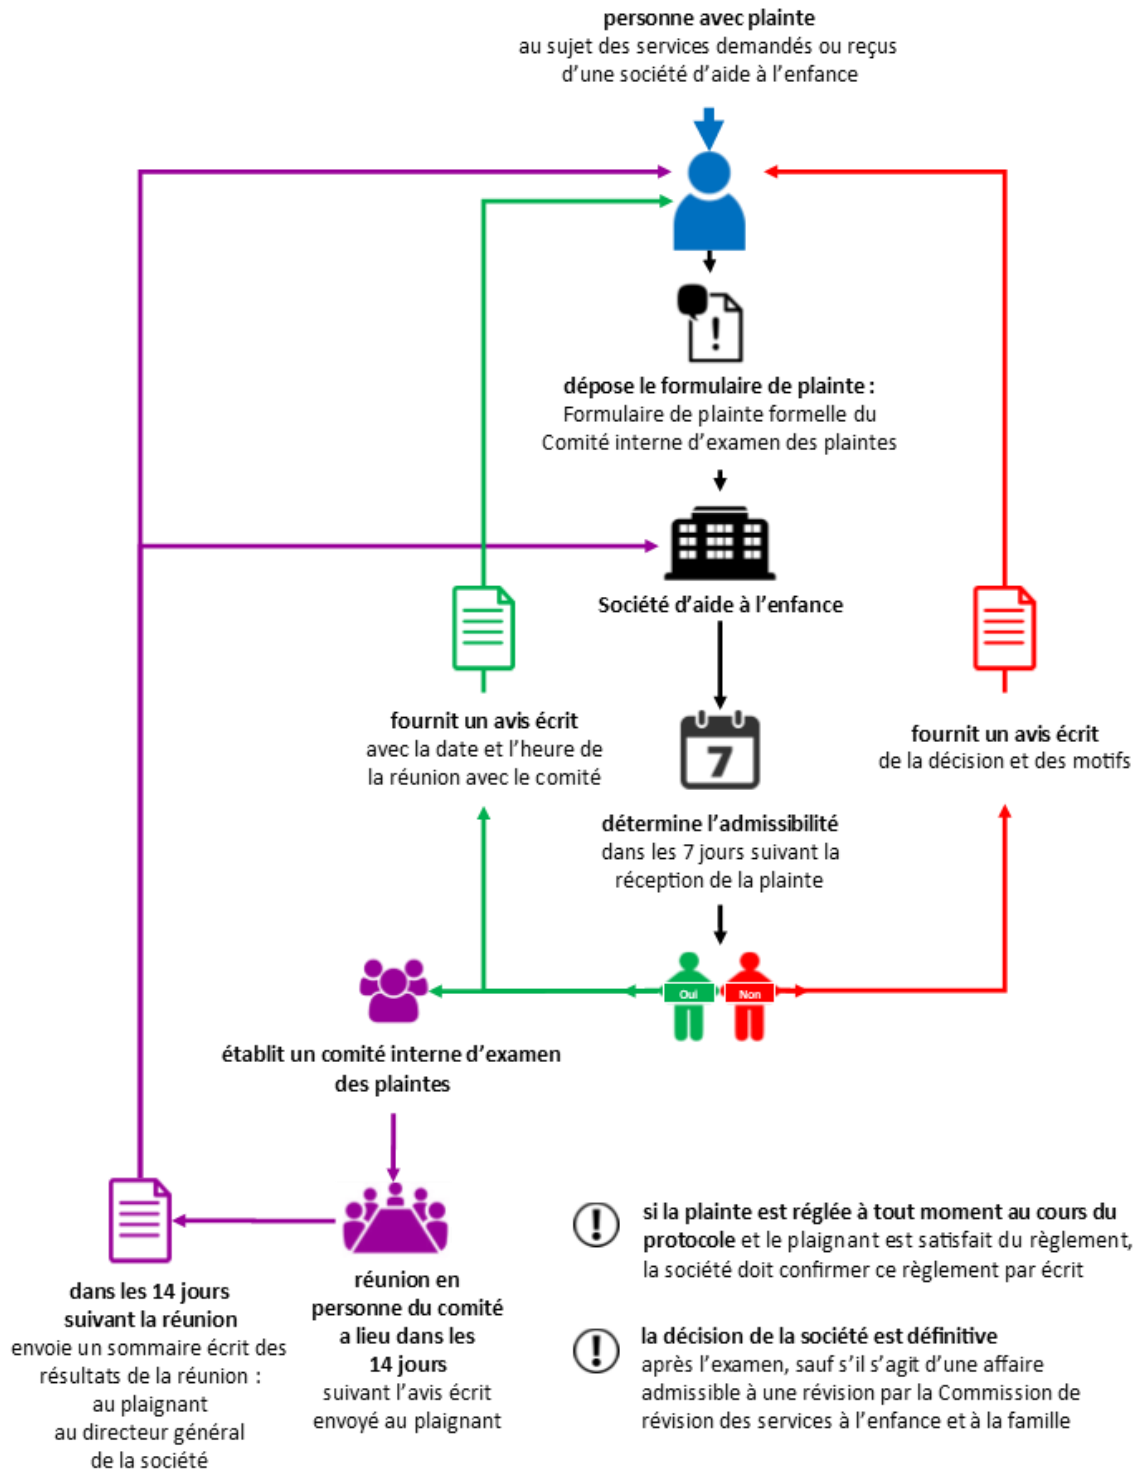 personne avec plainte
au sujet des services demandés ou reçus
d'une société d'aide à l'enfance
dépose le formulaire de plainte :
Formulaire de plainte formelle du
Comité interne d'examen des plaintes
Société d'aide à l'enfance
fournit un avis écrit
avec la date et l'heure de
la réunion avec le comité
7
fournit un avis écrit
de la décision et des motifs
détermine l'admissibilité
dans les 7 jours suivant la
réception de la plainte
Oui
Non
établit un comité interne d'examen
des plaintes
dans les 14 jours
suivant la réunion
envoie un sommaire écrit des
résultats de la réunion :
au plaignant
au directeur général
de la société
réunion en
personne du comité
a lieu dans les
14 jours
suivant l'avis écrit
envoyé au plaignant
si la plainte est réglée à tout moment au cours du
protocole et le plaignant est satisfait du règlement,
la société doit confirmer ce règlement par écrit
la décision de la société est définitive
après l'examen, sauf s'il s'agit d'une affaire
admissible à une révision par la Commission de
révision des services à l'enfance et à la famille